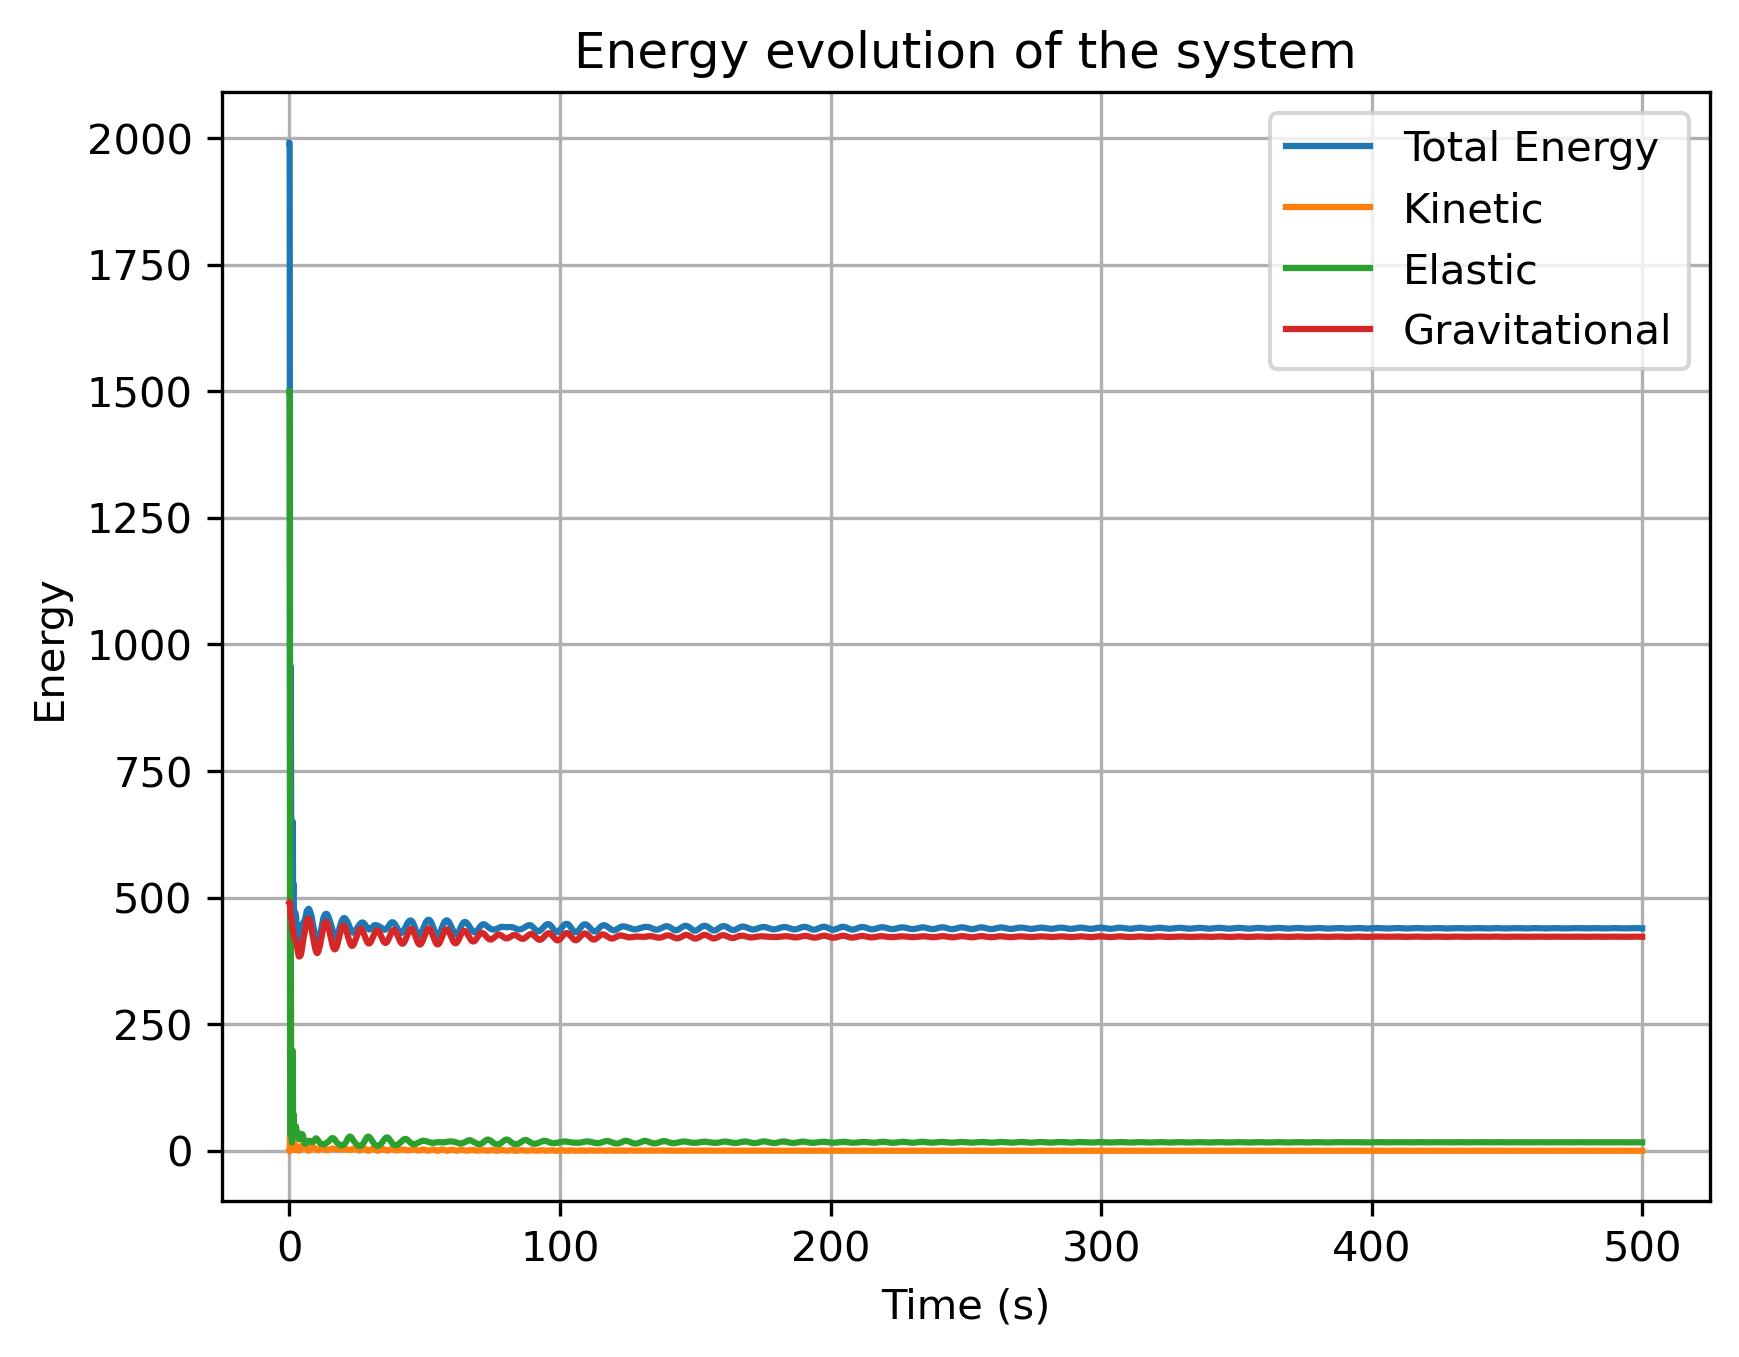 Energy evolution of the system
2000
1750
1500
1250
1000
750
500
250
0
Energy
0 100 200 300 400 500
Time (s)
Total Energy
Kinetic
Elastic
Gravitational